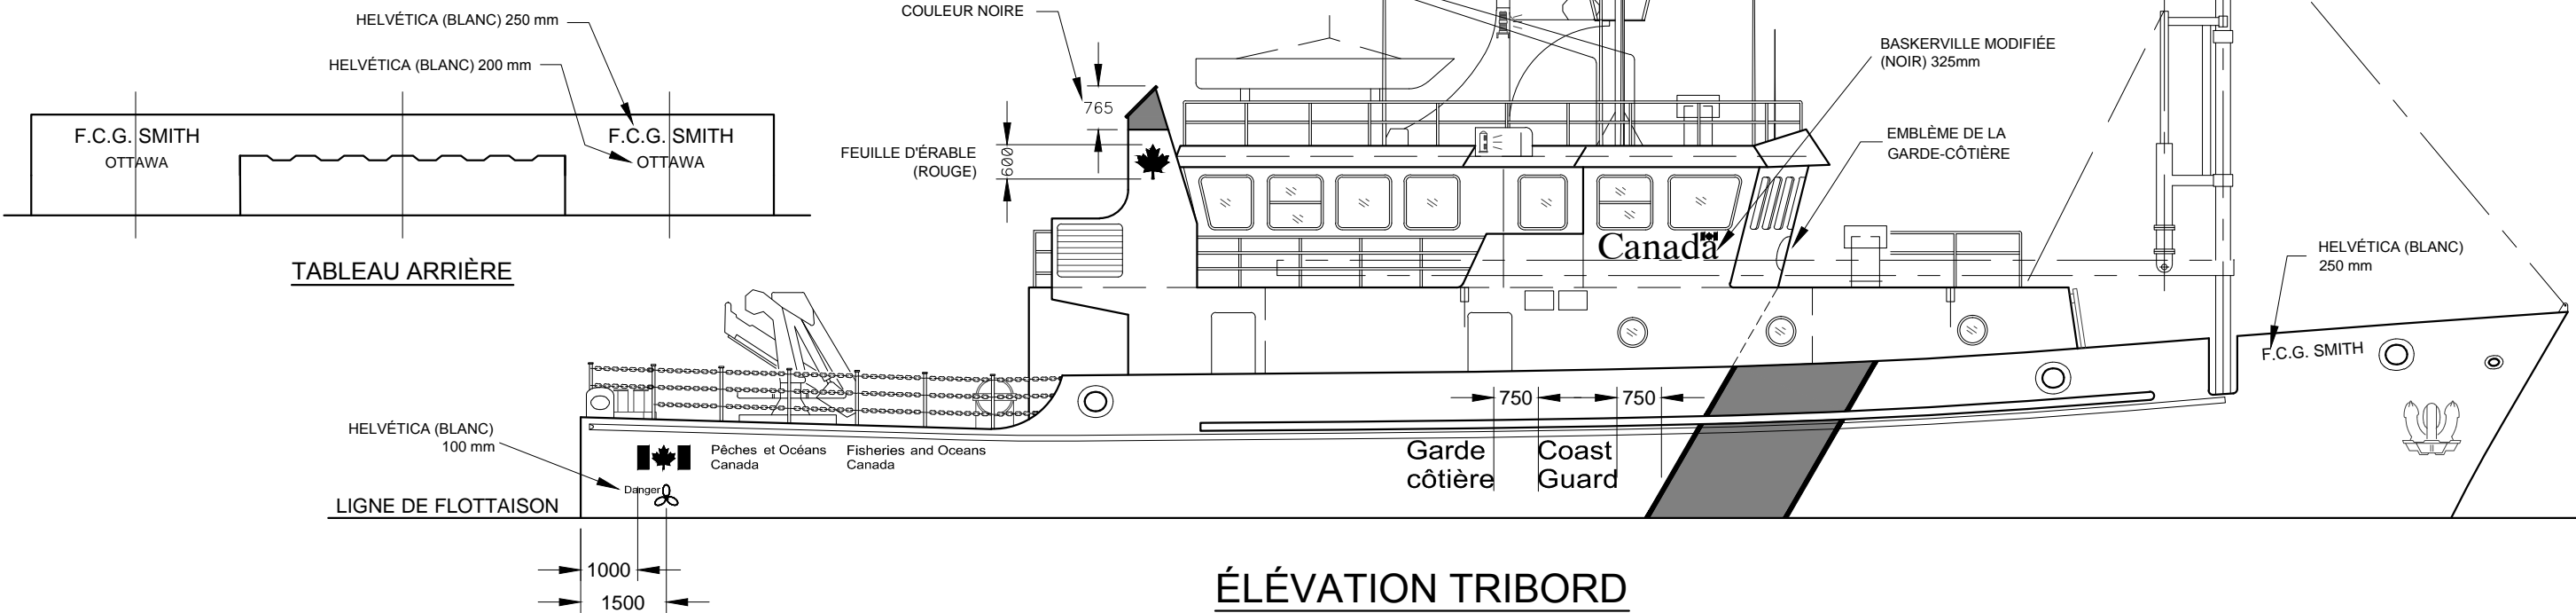 HELVÉTICA (BLANC) 250 mm
HELVÉTICA (BLANC) 200 mm
F.C.G. SMITH
OTTAWA
F.C.G. SMITH
OTTAWA
TABLEAU ARRIÈRE
COULEUR NOIRE
765
FEUILLE D'ÉRABLE
(ROUGE)
600
BASKERVILLE MODIFIÉE
(NOIR) 325mm
EMBLÈME DE LA
GARDE-CÔTIÈRE
Canada
HELVÉTICA (BLANC)
250 mm
F.C.G. SMITH
750
750
HELVÉTICA (BLANC)
100 mm
Pêches et Océans
Canada
Fisheries and Oceans
Canada
Garde
côtière
Coast
Guard
Danger
LIGNE DE FLOTTAISON
1000
1500
ÉLÉVATION TRIBORD